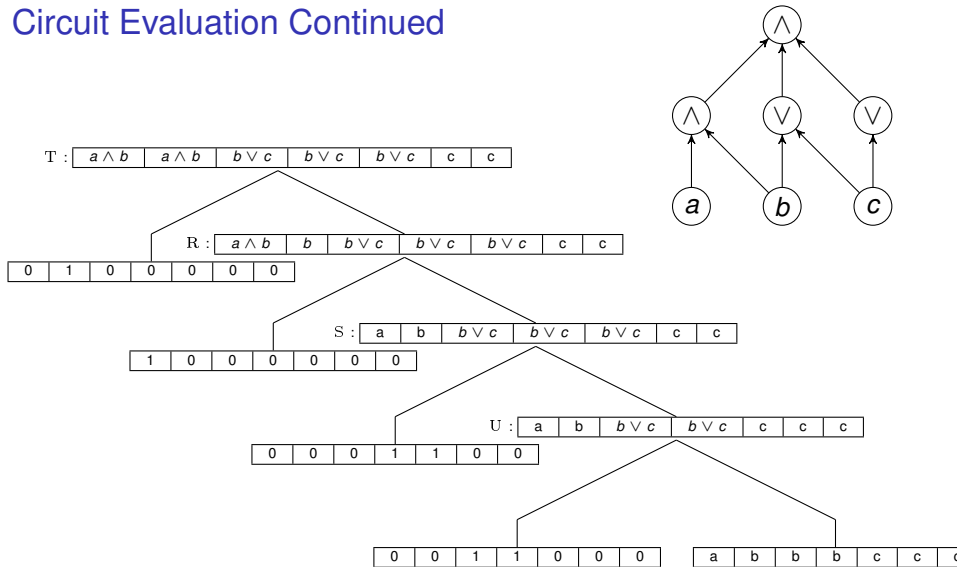 Circuit Evaluation Continued
∧
∧ ∨ ∨
a b c
T : a ∧ b a ∧ b b ∨ c b ∨ c b ∨ c c c
R : a ∧ b b b ∨ c b ∨ c b ∨ c c c
0 1 0 0 0 0 0
S : a b b ∨ c b ∨ c b ∨ c c c
1 0 0 0 0 0 0
U : a b b ∨ c b ∨ c c c c
0 0 0 1 1 0 0
0 0 1 1 0 0 0 a b b b c c c